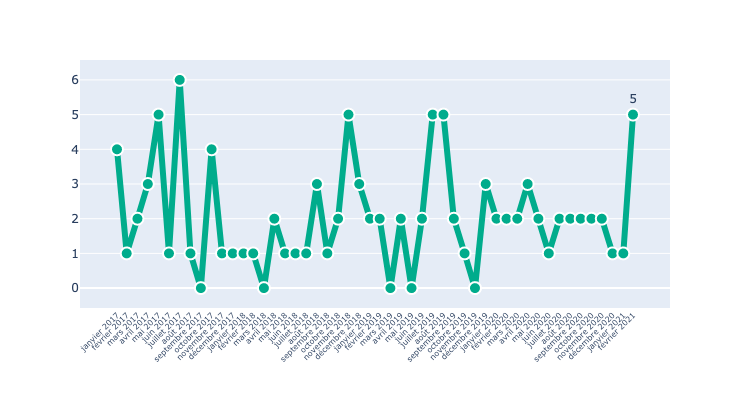 6
5
4
3
2
1
0
5
janvier 2017
février 2017
mars 2017
avril 2017
mai 2017
juin 2017
juillet 2017
août 2017
septembre 2017
octobre 2017
novembre 2017
décembre 2017
janvier 2018
février 2018
mars 2018
avril 2018
mai 2018
juin 2018
juillet 2018
août 2018
septembre 2018
octobre 2018
novembre 2018
décembre 2018
janvier 2019
février 2019
mars 2019
avril 2019
mai 2019
juin 2019
juillet 2019
août 2019
septembre 2019
octobre 2019
novembre 2019
décembre 2019
janvier 2020
février 2020
mars 2020
avril 2020
mai 2020
juin 2020
juillet 2020
août 2020
septembre 2020
octobre 2020
novembre 2020
décembre 2020
janvier 2021
février 2021